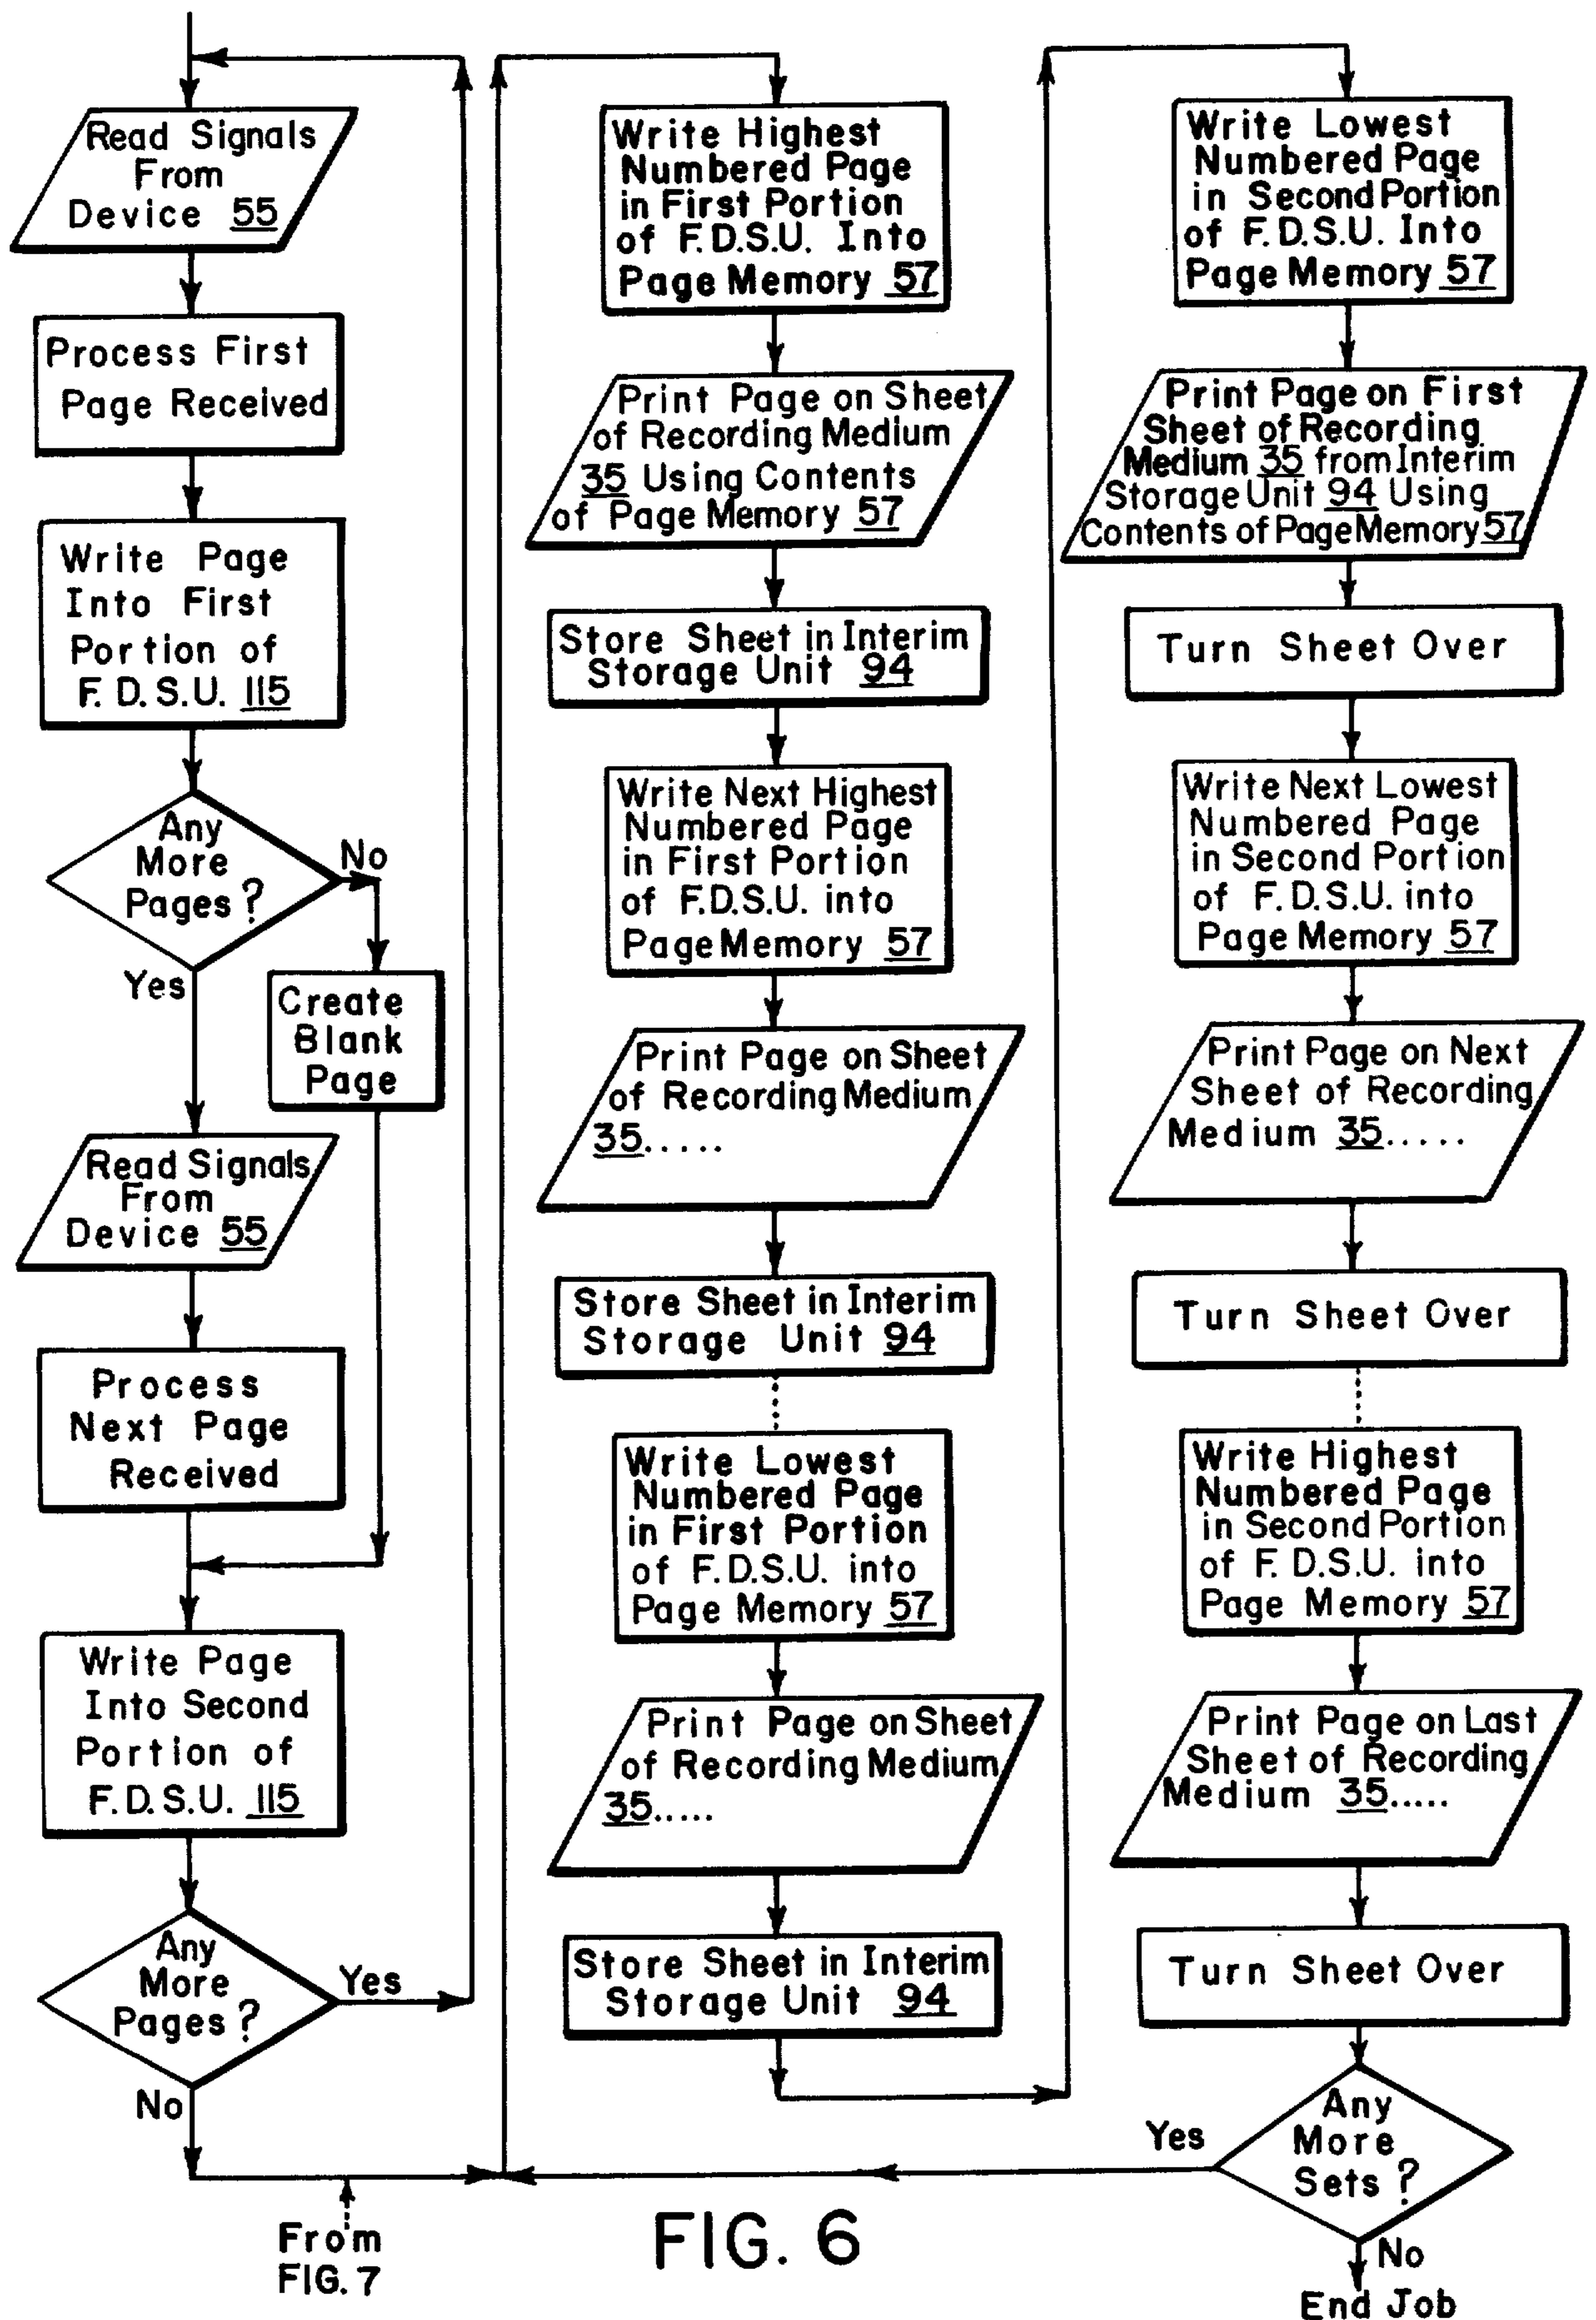 Read Signals
From
Device 55
Process First
Page Received
Write Page
Into First
Portion of
F.D.S.U. 115
Any
More
Pages?
No
Yes
Create
Blank
Page
Read Signals
From
Device 55
Process
Next Page
Received
Write Page
Into Second
Portion of
F.D.S.U. 115
Any
More
Pages?
Yes
No
From
FIG. 7
Write Highest
Numbered Page
in First Portion
of F.D.S.U. Into
Page Memory 57
Print Page on Sheet
of Recording Medium
35 Using Contents
of Page Memory 57
Store Sheet in Interim
Storage Unit 94
Write Next Highest
Numbered Page
in First Portion
of F.D.S.U. into
Page Memory 57
Print Page on Sheet
of Recording Medium
35.....
Store Sheet in Interim
Storage Unit 94
Write Lowest
Numbered Page
in First Portion
of F.D.S.U. into
Page Memory 57
Print Page on Sheet
of Recording Medium
35.....
Store Sheet in Interim
Storage Unit 94
Write Lowest
Numbered Page
in Second Portion
of F.D.S.U. Into
Page Memory 57
Print Page on First
Sheet of Recording
Medium 35 from Interim
Storage Unit 94 Using
Contents of Page Memory 57
Turn Sheet Over
Write Next Lowest
Numbered Page
in Second Portion
of F.D.S.U. into
Page Memory 57
Print Page on Next
Sheet of Recording
Medium 35.....
Turn Sheet Over
Write Highest
Numbered Page
in Second Portion
of F.D.S.U. into
Page Memory 57
Print Page on Last
Sheet of Recording
Medium 35.....
Turn Sheet Over
Any
More
Sets?
Yes
No
End Job
FIG. 6